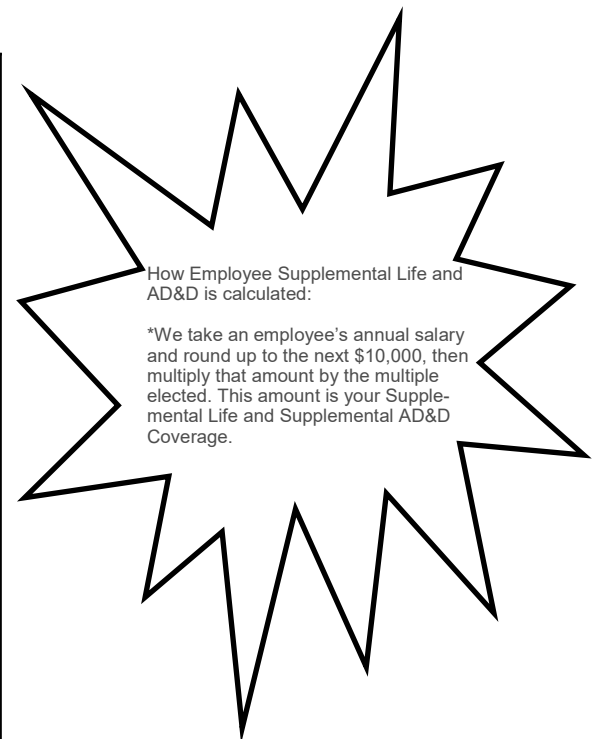 How Employee Supplemental Life and
AD&D is calculated:
*We take an employee’s annual salary
and round up to the next $10,000, then
multiply that amount by the multiple
elected. This amount is your Supple-
mental Life and Supplemental AD&D
Coverage.